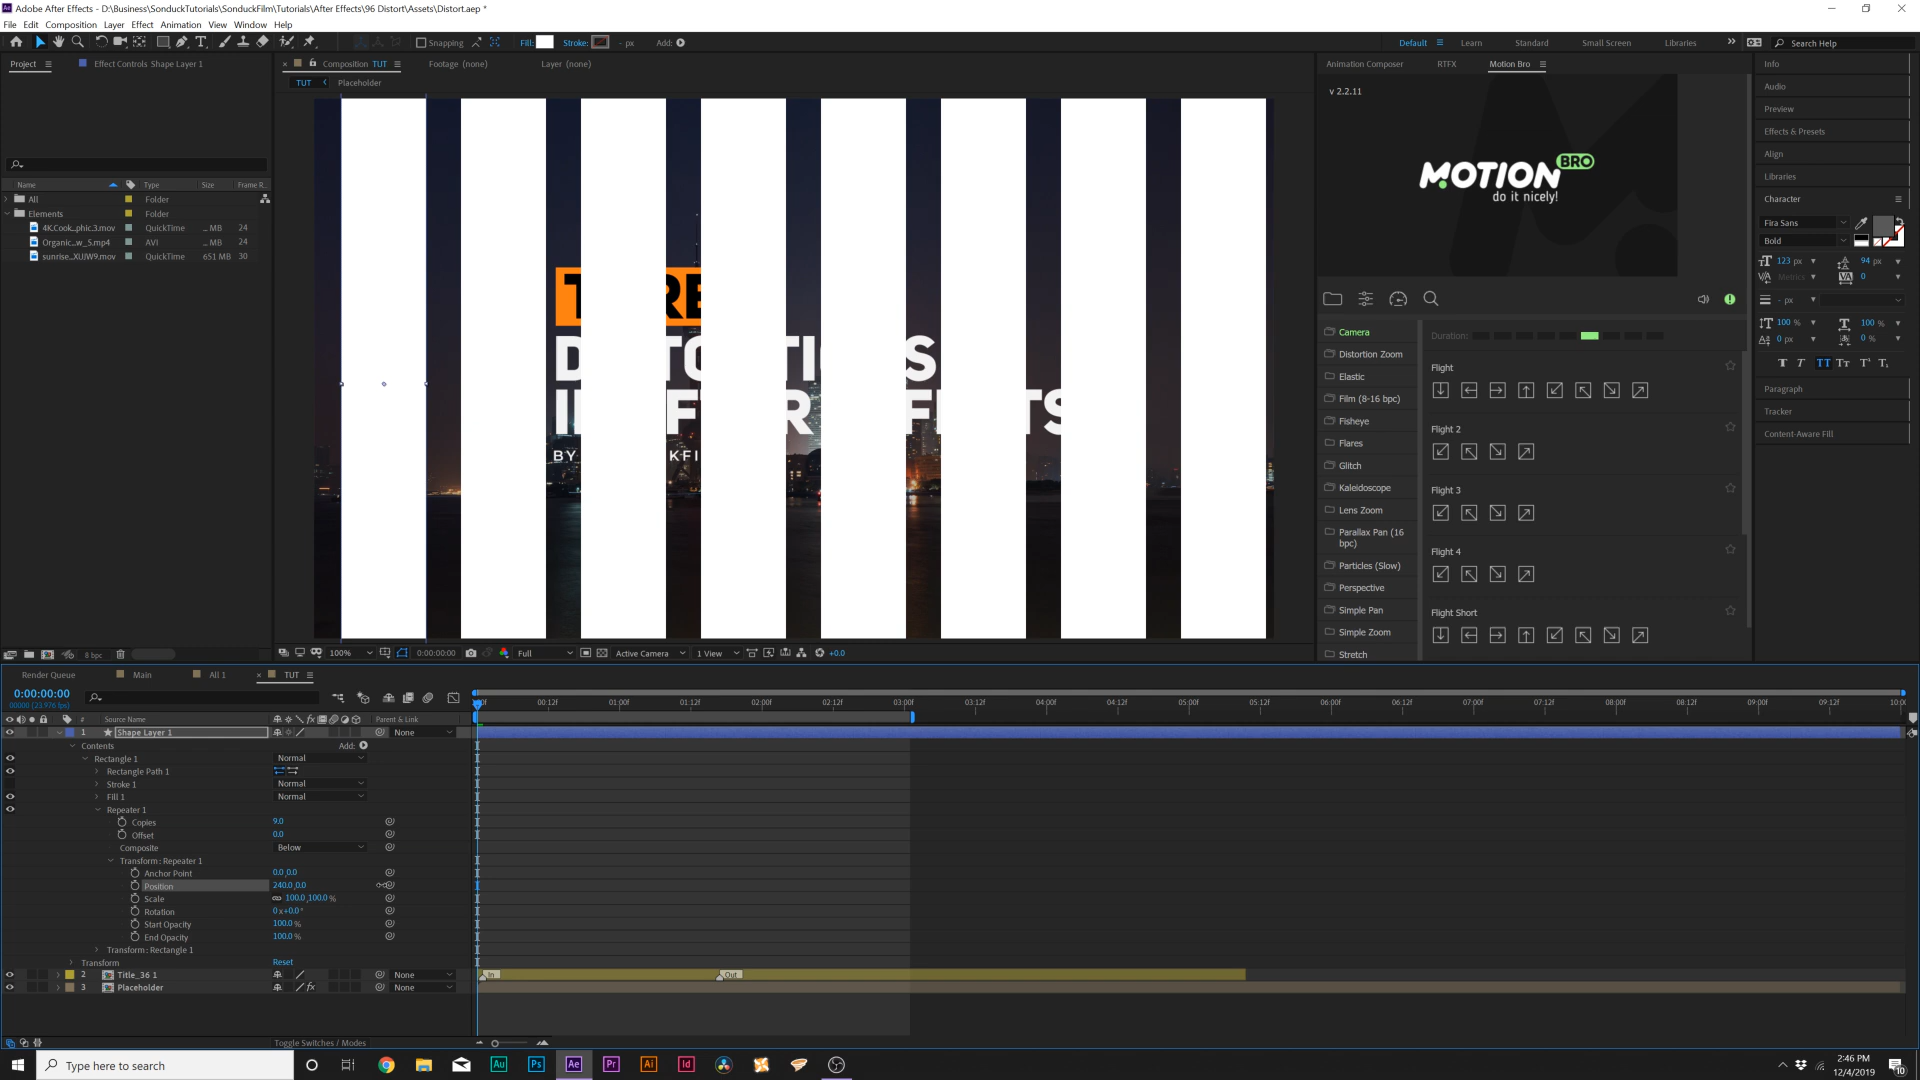 Adobe After Effects - D:\Business\SonduckTutorials\SonduckFilm\Tutorials\After Effects\96 Distort\Assets\Distort.aep *
File Edit Composition Layer Effect Animation View Window Help
Snapping Fill: Stroke: - px Add:
Default Learn Standard Small Screen Libraries Search Help
Project Effect Controls Shape Layer 1
Composition TUT Footage (none) Layer (none)
TUT Placeholder
Name Type Size Frame R...
All Folder
Elements Folder
4K.Cook_phic.3.mov QuickTime ... MB 24
Organic...w_5.mp4 AVI ... MB 24
sunrise...XUJW9.mov QuickTime 651 MB 30
8 bpc
100% 0:00:00:00 Full Active Camera 1 View +0.0
Animation Composer RTFX Motion Bro
v 2.2.11
MOTION BRO
do it nicely!
Camera
Distortion Zoom
Elastic
Film (8-16 bpc)
Fisheye
Flares
Glitch
Kaleidoscope
Lens Zoom
Parallax Pan (16
bpc)
Particles (Slow)
Perspective
Simple Pan
Simple Zoom
Stretch
Duration:
Flight
Flight 2
Flight 3
Flight 4
Flight Short
Info
Audio
Preview
Effects & Presets
Align
Libraries
Character
Fira Sans
Bold
123 px 94 px
Metrics 0
- px
100 % 100 %
0 px 0 %
Paragraph
Tracker
Content-Aware Fill
Render Queue Main All 1 TUT
0:00:00:00
00000 (23.976 fps)
00:12f 01:00f 01:12f 02:00f 02:12f 03:00f 03:12f 04:00f 04:12f 05:00f 05:12f 06:00f 06:12f 07:00f 07:12f 08:00f 08:12f 09:00f 09:12f 10:00
# Source Name Parent & Link
1 Shape Layer 1 None
Contents Add:
Rectangle 1 Normal
Rectangle Path 1
Stroke 1 Normal
Fill 1 Normal
Repeater 1
Copies 9.0
Offset 0.0
Composite Below
Transform: Repeater 1
Anchor Point 0.0,0.0
Position 240.0,0.0
Scale 100.0,100.0 %
Rotation 0x+0.0°
Start Opacity 100.0 %
End Opacity 100.0 %
Transform: Rectangle 1
Transform Reset
2 Title_36 1 None In Out
3 Placeholder None
Toggle Switches / Modes
Type here to search
Au Ps Ae Pr Ai Id
2:46 PM
12/4/2019
10